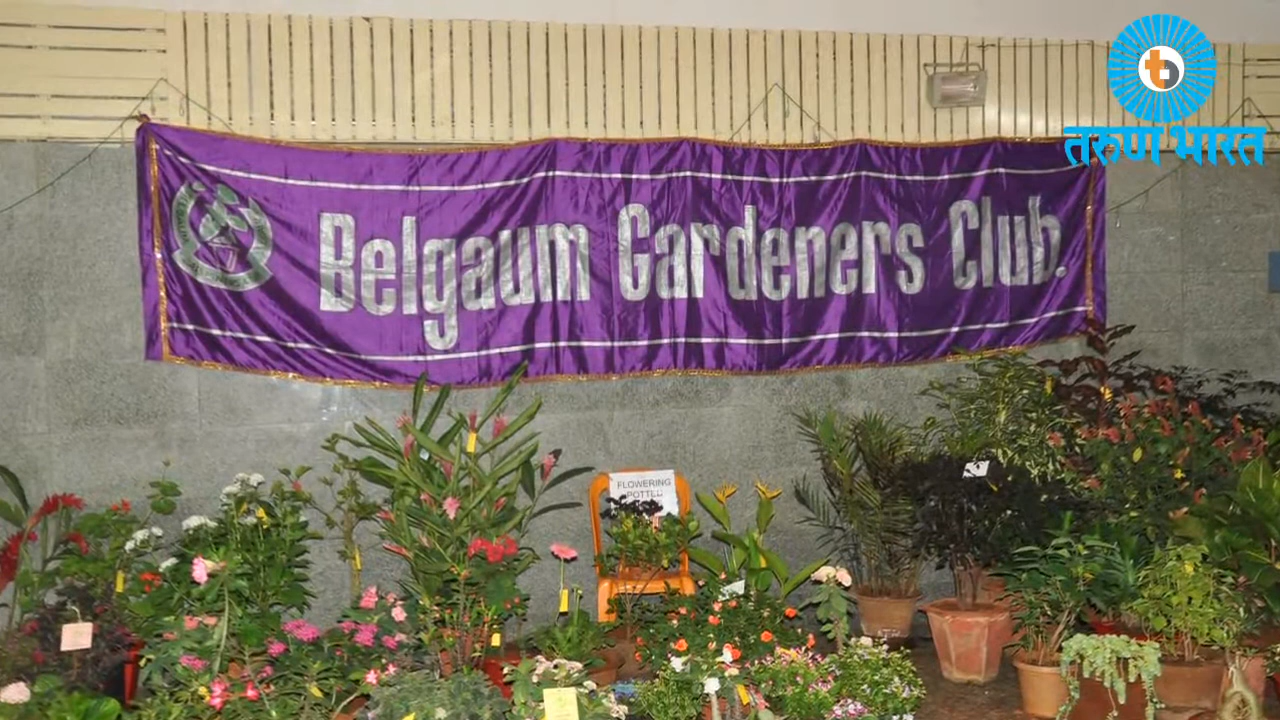 तरुण भारत
Belgaum Gardeners Club.
FLOWERING
POTTED